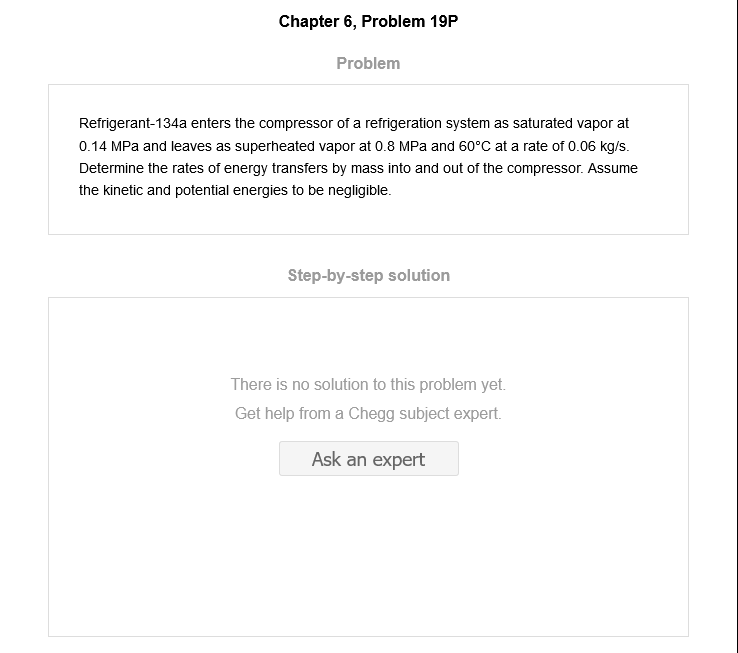 Chapter 6, Problem 19P
Problem
Refrigerant-134a enters the compressor of a refrigeration system as saturated vapor at
0.14 MPa and leaves as superheated vapor at 0.8 MPa and 60°C at a rate of 0.06 kg/s.
Determine the rates of energy transfers by mass into and out of the compressor. Assume
the kinetic and potential energies to be negligible.
Step-by-step solution
There is no solution to this problem yet.
Get help from a Chegg subject expert.
Ask an expert